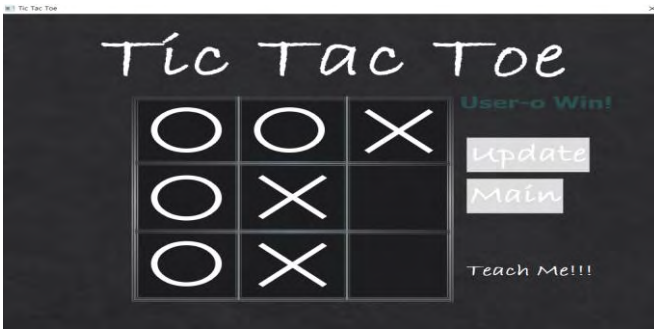 Tic Tac Toe
Tic Tac Toe
User-o Win!
O O X
Update
O X
Main
O X
Teach Me!!!